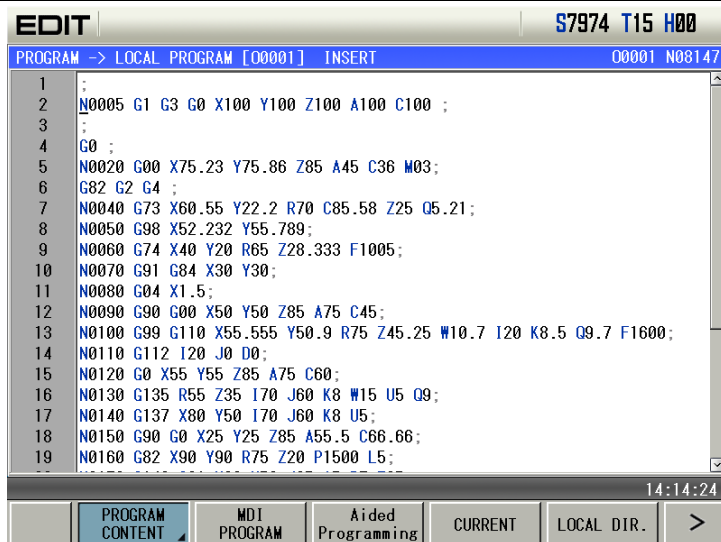 EDIT
S7974 T15 H00
PROGRAM -> LOCAL PROGRAM [O0001] INSERT O0001 N08147
1 ;
2 N0005 G1 G3 G0 X100 Y100 Z100 A100 C100 ;
3 ;
4 G0 ;
5 N0020 G00 X75.23 Y75.86 Z85 A45 C36 M03;
6 G82 G2 G4 ;
7 N0040 G73 X60.55 Y22.2 R70 C85.58 Z25 Q5.21;
8 N0050 G98 X52.232 Y55.789;
9 N0060 G74 X40 Y20 R65 Z28.333 F1005;
10 N0070 G91 G84 X30 Y30;
11 N0080 G04 X1.5;
12 N0090 G90 G00 X50 Y50 Z85 A75 C45;
13 N0100 G99 G110 X55.555 Y50.9 R75 Z45.25 W10.7 I20 K8.5 Q9.7 F1600;
14 N0110 G112 I20 J0 D0;
15 N0120 G0 X55 Y55 Z85 A75 C60;
16 N0130 G135 R55 Z35 I70 J60 K8 W15 U5 Q9;
17 N0140 G137 X80 Y50 I70 J60 K8 U5;
18 N0150 G90 G0 X25 Y25 Z85 A55.5 C66.66;
19 N0160 G82 X90 Y90 R75 Z20 P1500 L5;
14:14:24
PROGRAM CONTENT
MDI PROGRAM
Aided Programming
CURRENT
LOCAL DIR.
>